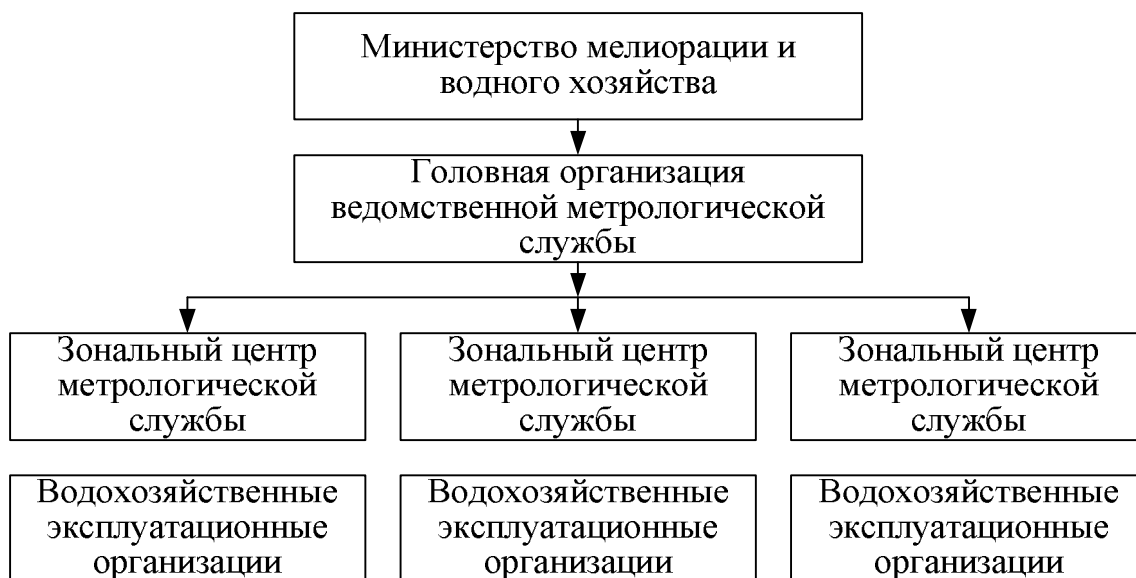 Министерство мелиорации и
водного хозяйства
Головная организация
ведомственной метрологической
службы
Зональный центр
метрологической
службы
Зональный центр
метрологической
службы
Зональный центр
метрологической
службы
Водохозяйственные
эксплуатационные
организации
Водохозяйственные
эксплуатационные
организации
Водохозяйственные
эксплуатационные
организации